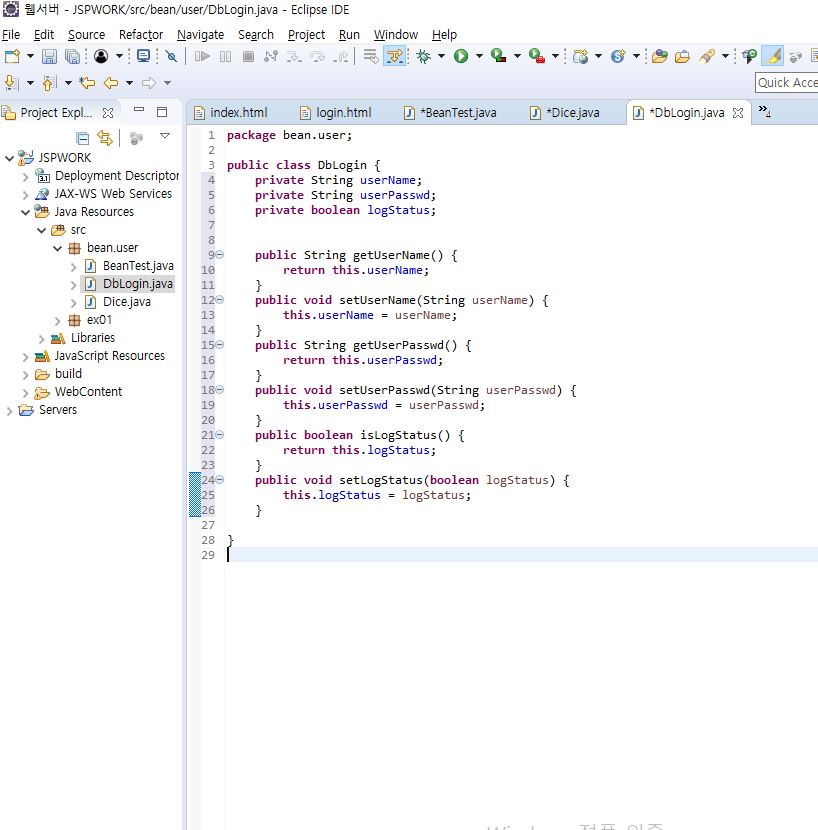 웹서버 - JSPWORK/src/bean/user/DbLogin.java - Eclipse IDE
File Edit Source Refactor Navigate Search Project Run Window Help
Quick Acce
Project Expl...
index.html login.html *BeanTest.java *Dice.java *DbLogin.java »4
JSPWORK
Deployment Descriptor
JAX-WS Web Services
Java Resources
src
bean.user
BeanTest.java
DbLogin.java
Dice.java
ex01
Libraries
JavaScript Resources
build
WebContent
Servers
1 package bean.user;
2
3 public class DbLogin {
4 private String userName;
5 private String userPasswd;
6 private boolean logStatus;
7
8
9 public String getUserName() {
10 return this.userName;
11 }
12 public void setUserName(String userName) {
13 this.userName = userName;
14 }
15 public String getUserPasswd() {
16 return this.userPasswd;
17 }
18 public void setUserPasswd(String userPasswd) {
19 this.userPasswd = userPasswd;
20 }
21 public boolean isLogStatus() {
22 return this.logStatus;
23 }
24 public void setLogStatus(boolean logStatus) {
25 this.logStatus = logStatus;
26 }
27
28 }
29